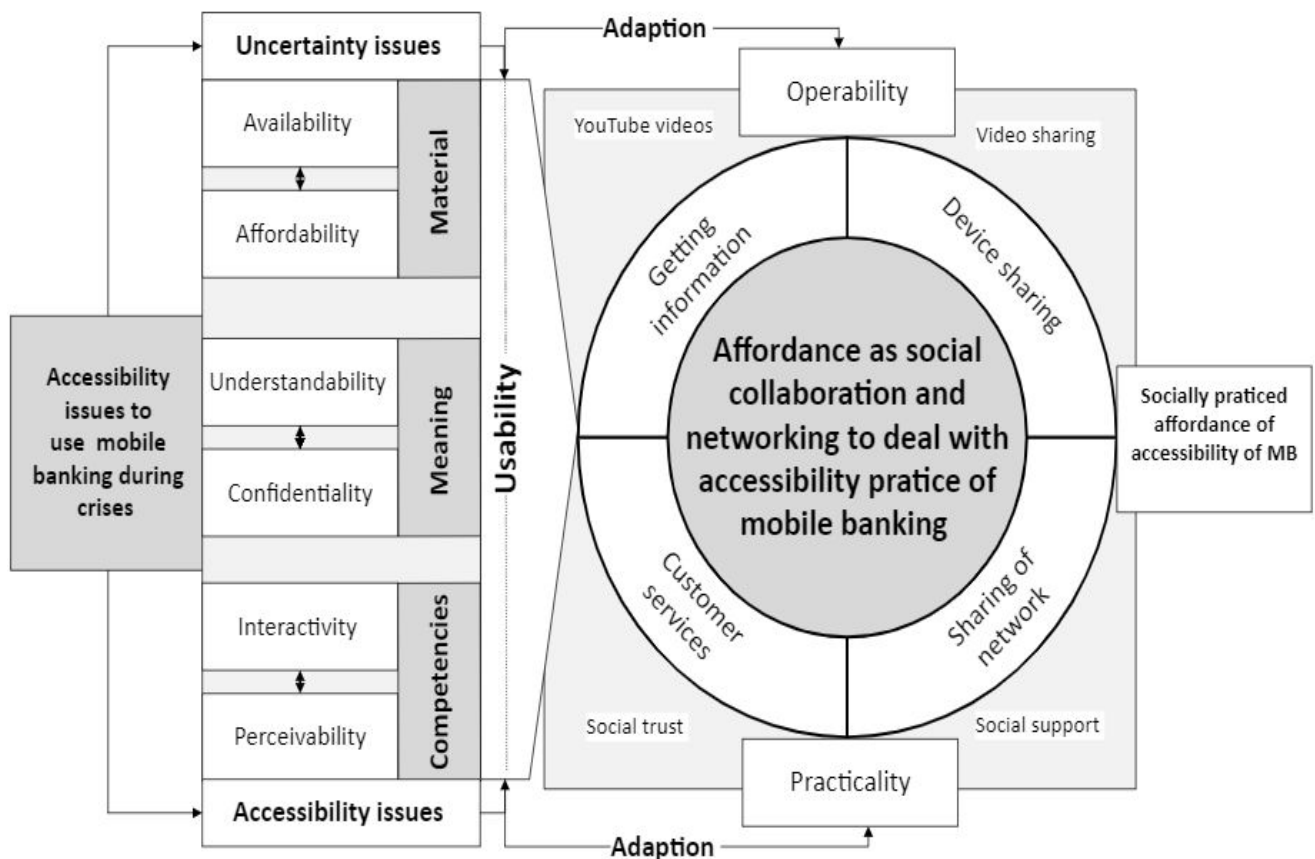 Uncertainty issues
Adaption
Availability
Affordability
Material
Understandability
Confidentiality
Meaning
Interactivity
Perceivability
Competencies
Accessibility issues
Adaption
Accessibility
issues to
use mobile
banking during
crises
Usability
Operability
YouTube videos
Video sharing
Getting
information
Device sharing
Affordance as social
collaboration and
networking to deal with
accessibility pratice of
mobile banking
Customer
services
Sharing of
network
Social trust
Social support
Practicality
Socially praticed
affordance of
accessibility of MB